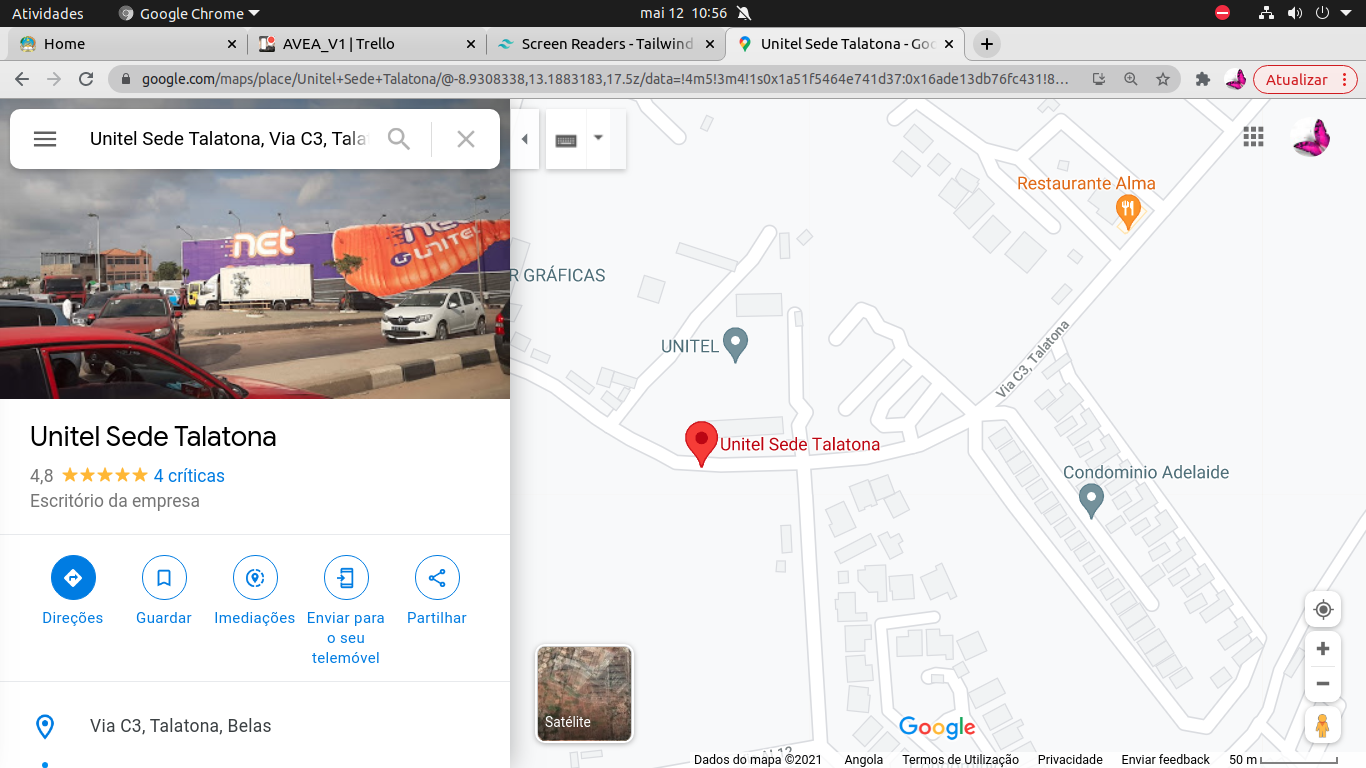 Atividades
Google Chrome
mai 12 10:56
Home
AVEA_V1 | Trello
Screen Readers - Tailwind
Unitel Sede Talatona - Goo
google.com/maps/place/Unitel+Sede+Talatona/@-8.9308338,13.1883183,17.5z/data=!4m5!3m4!1s0x1a51f5464e741d37:0x16ade13db76fc431!8...
Atualizar
Unitel Sede Talatona, Via C3, Tala
net
UNITEL
Unitel Sede Talatona
4,8
4 críticas
Escritório da empresa
Direções
Guardar
Imediações
Enviar para
o seu
telemóvel
Partilhar
Via C3, Talatona, Belas
Restaurante Alma
R GRÁFICAS
UNITEL
Via C3, Talatona
Unitel Sede Talatona
Condominio Adelaide
Satélite
Google
Dados do mapa ©2021
Angola
Termos de Utilização
Privacidade
Enviar feedback
50 m